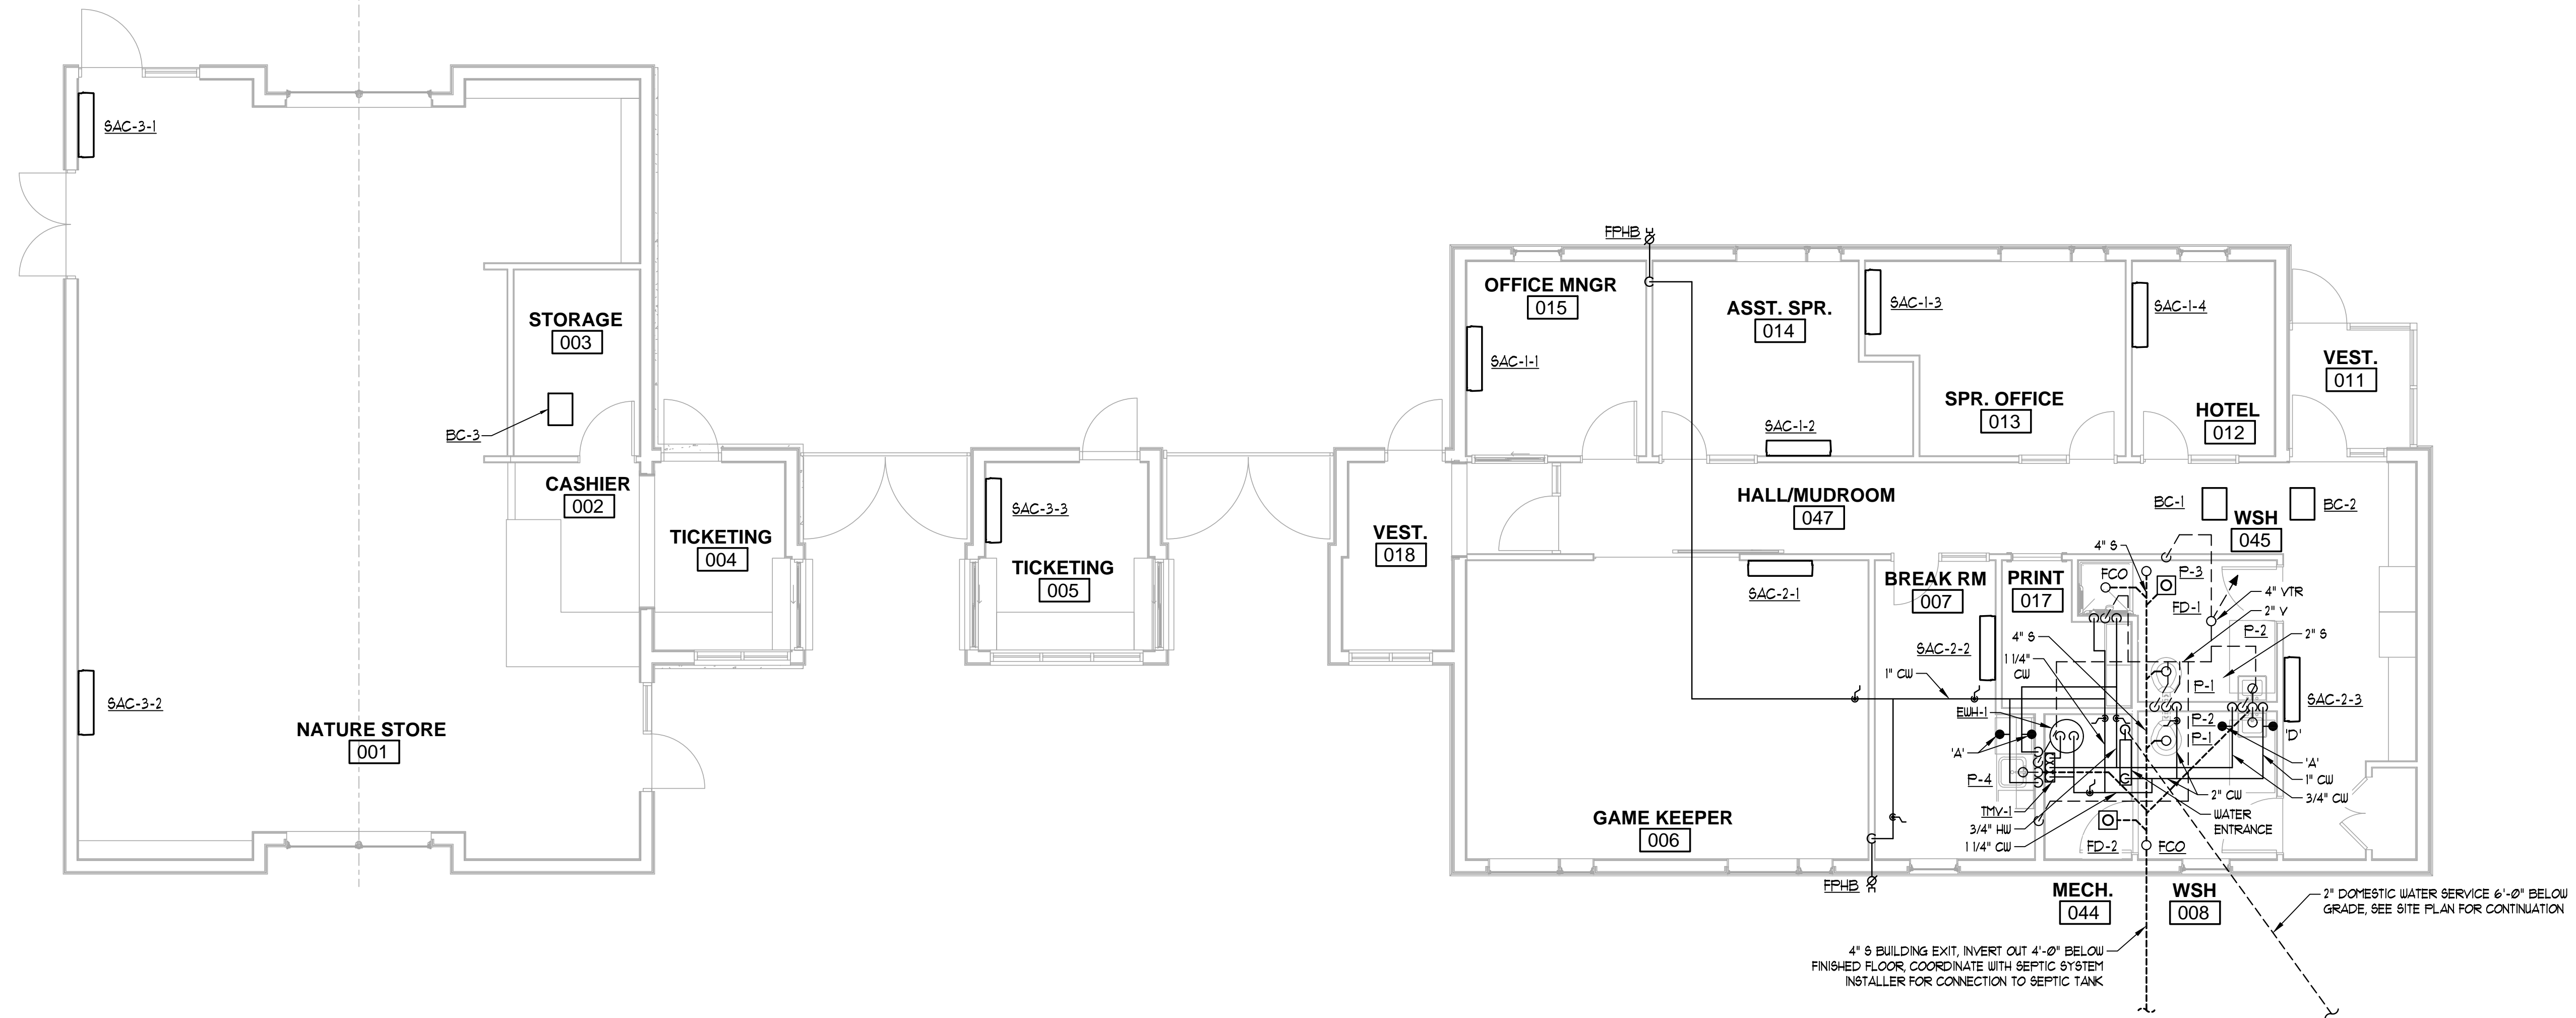 SAC-3-1
STORAGE
003
BC-3
CASHIER
002
TICKETING
004
SAC-3-2
NATURE STORE
001
SAC-3-3
TICKETING
005
VEST.
018
FPHB
OFFICE MNGR
015
SAC-1-1
ASST. SPR.
014
SAC-1-2
SAC-1-3
SPR. OFFICE
013
SAC-1-4
HOTEL
012
VEST.
011
HALL/MUDROOM
047
BC-1
WSH
045
BC-2
SAC-2-1
BREAK RM
007
PRINT
017
4" S
FCO
P-3
FD-1
4" VTR
2" V
P-2
2" S
SAC-2-2
4" S
1 1/4"
CW
1" CW
P-1
SAC-2-3
EWH-1
P-2
P-1
'D'
'A'
'A'
P-4
1" CW
2" CW
3/4" CW
TMV-1
WATER
ENTRANCE
3/4" HW
1 1/4" CW
GAME KEEPER
006
FD-2
FCO
FPHB
MECH.
044
WSH
008
2" DOMESTIC WATER SERVICE 6'-0" BELOW
GRADE, SEE SITE PLAN FOR CONTINUATION
4" S BUILDING EXIT, INVERT OUT 4'-0" BELOW
FINISHED FLOOR, COORDINATE WITH SEPTIC SYSTEM
INSTALLER FOR CONNECTION TO SEPTIC TANK